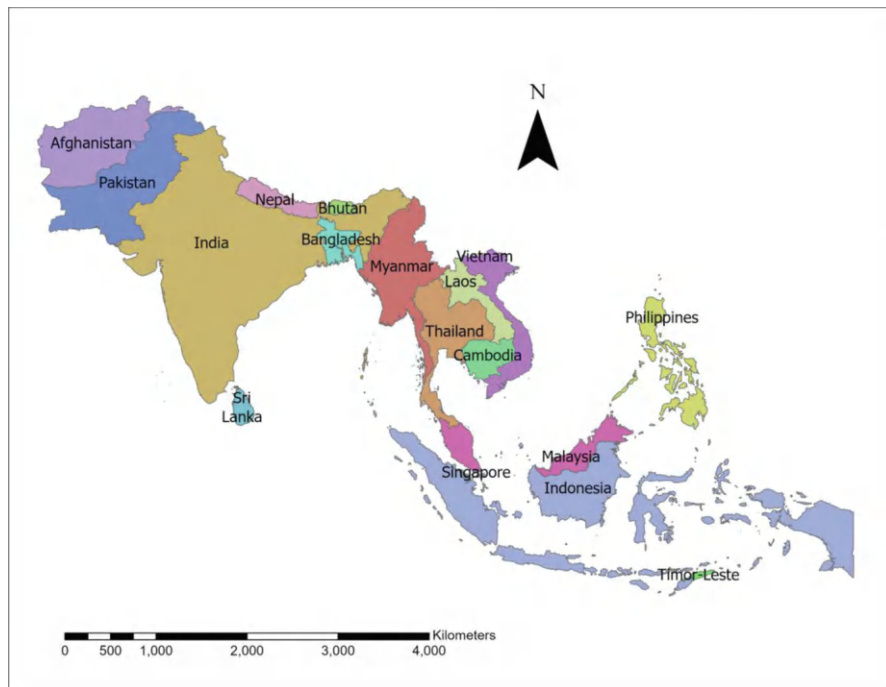 N
Afghanistan
Pakistan
Nepal
Bhutan
India
Bangladesh
Myanmar
Vietnam
Laos
Thailand
Cambodia
Philippines
Sri
Lanka
Malaysia
Singapore
Indonesia
Timor-Leste
Kilometers
0 500 1,000 2,000 3,000 4,000